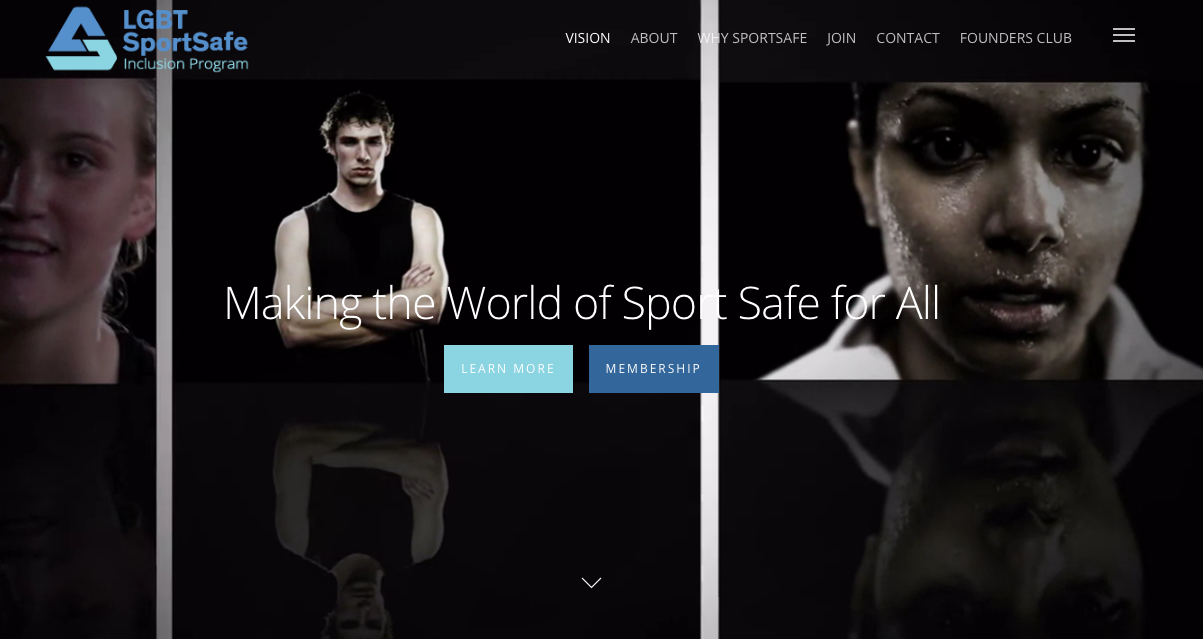 LGBT
SportSafe
Inclusion Program
VISION ABOUT WHY SPORTSAFE JOIN CONTACT FOUNDERS CLUB
Making the World of Sport Safe for All
LEARN MORE MEMBERSHIP